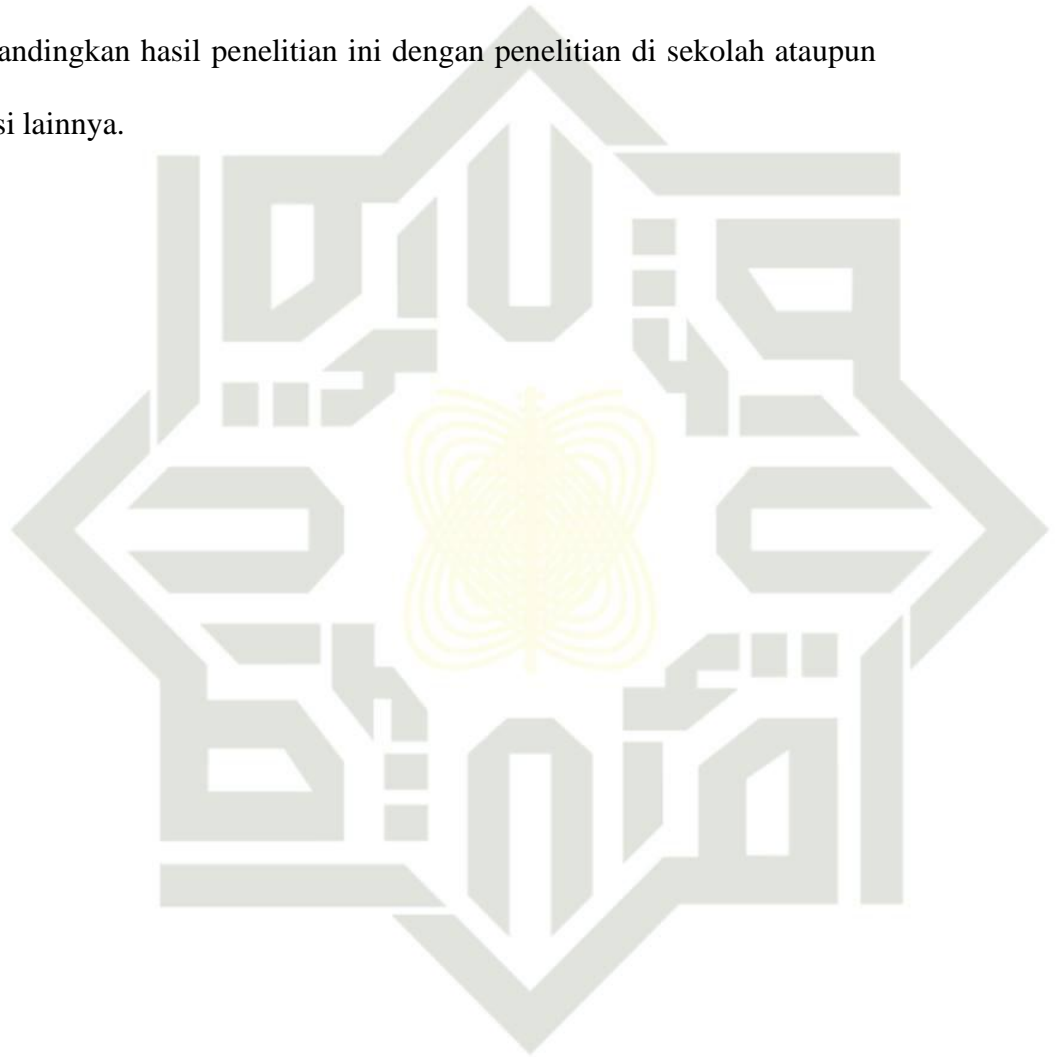 andingkan hasil penelitian ini dengan penelitian di sekolah ataupun
si lainnya.